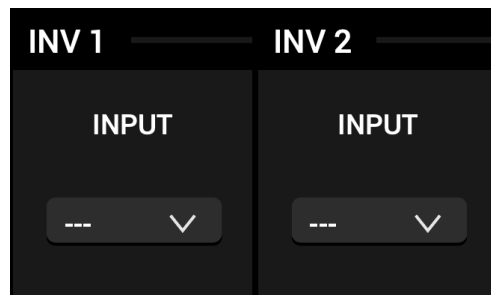 INV 1
INV 2
INPUT
INPUT
---
---